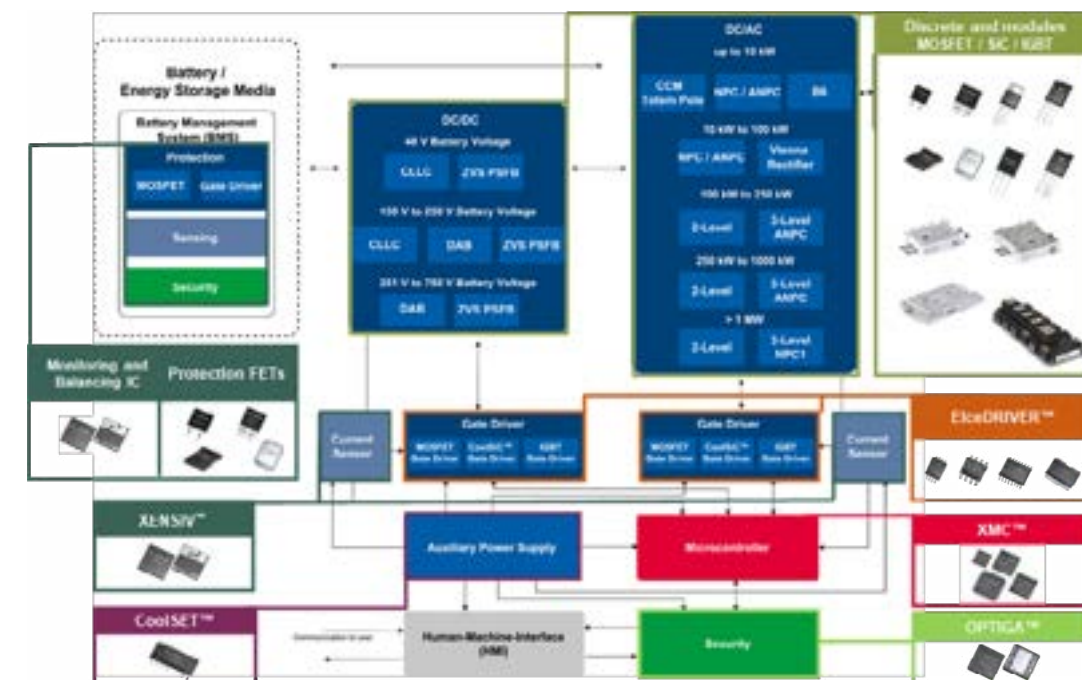 Battery /
Energy Storage Media
Battery Management
System (BMS)
Protection
MOSFET
Gate Driver
Sensing
Security
DC/DC
48 V Battery Voltage
CLLC
ZVS PSFB
V to 250 V Battery Voltage
CLLC
DAB
ZVS PSFB
251 V to 750 V Battery Voltage
DAB
ZVS PSFB
DC/AC
up to 10 kW
CCM
Totem Pole
NPC / ANPC
B6
10 kW to 100 kW
NPC / ANPC
Vienna
Rectifier
100 kW to 250 kW
2-Level
3-Level
ANPC
250 kW to 1000 kW
2-Level
3-Level
ANPC
> 1 MW
2-Level
3-Level
NPC1
Discrete and modules
MOSFET / SiC / IGBT
Monitoring and
Balancing IC
Protection FETs
Current
Sensor
Gate Driver
MOSFET
Gate Driver
CoolSiC™
Gate Driver
IGBT
Gate Driver
Gate Driver
MOSFET
Gate Driver
CoolSiC™
Gate Driver
IGBT
Gate Driver
Current
Sensor
EiceDRIVER™
XENSIV™
Auxiliary Power Supply
Microcontroller
XMC™
CoolSET™
Communication to user
Human-Machine-Interface
(HMI)
Security
OPTIGA™